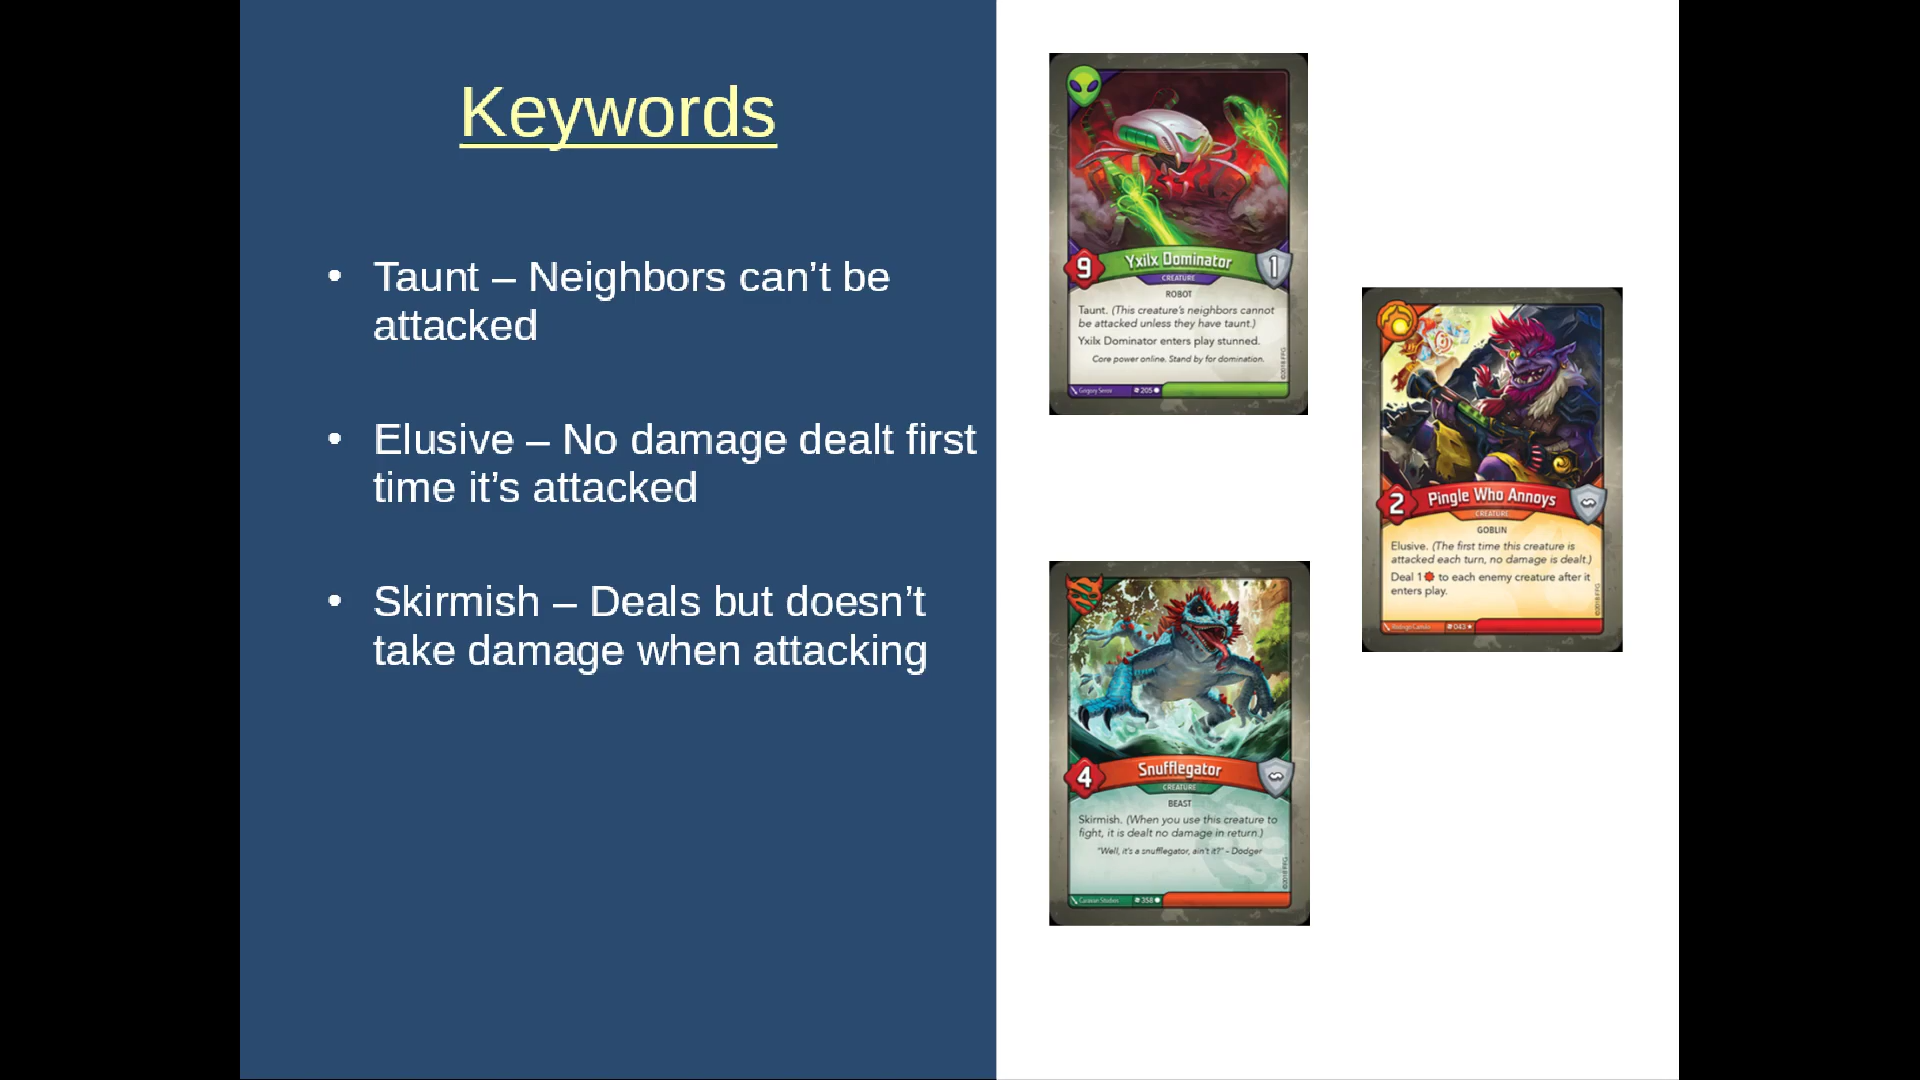 Keywords
• Taunt – Neighbors can’t be
attacked
• Elusive – No damage dealt first
time it’s attacked
• Skirmish – Deals but doesn’t
take damage when attacking
9
Yxilx Dominator
1
CREATURE
ROBOT
Taunt. (This creature’s neighbors cannot
be attacked unless they have taunt.)
Yxilx Dominator enters play stunned.
Core power online. Stand by for domination.
205
2
Pingle Who Annoys
CREATURE
GOBLIN
Elusive. (The first time this creature is
attacked each turn, no damage is dealt.)
Deal 1 to each enemy creature after it
enters play.
043
4
Snufflegator
CREATURE
BEAST
Skirmish. (When you use this creature to
fight, it is dealt no damage in return.)
“Well, it’s a snufflegator, ain’t it?” – Dodger
Caravan Studios 358